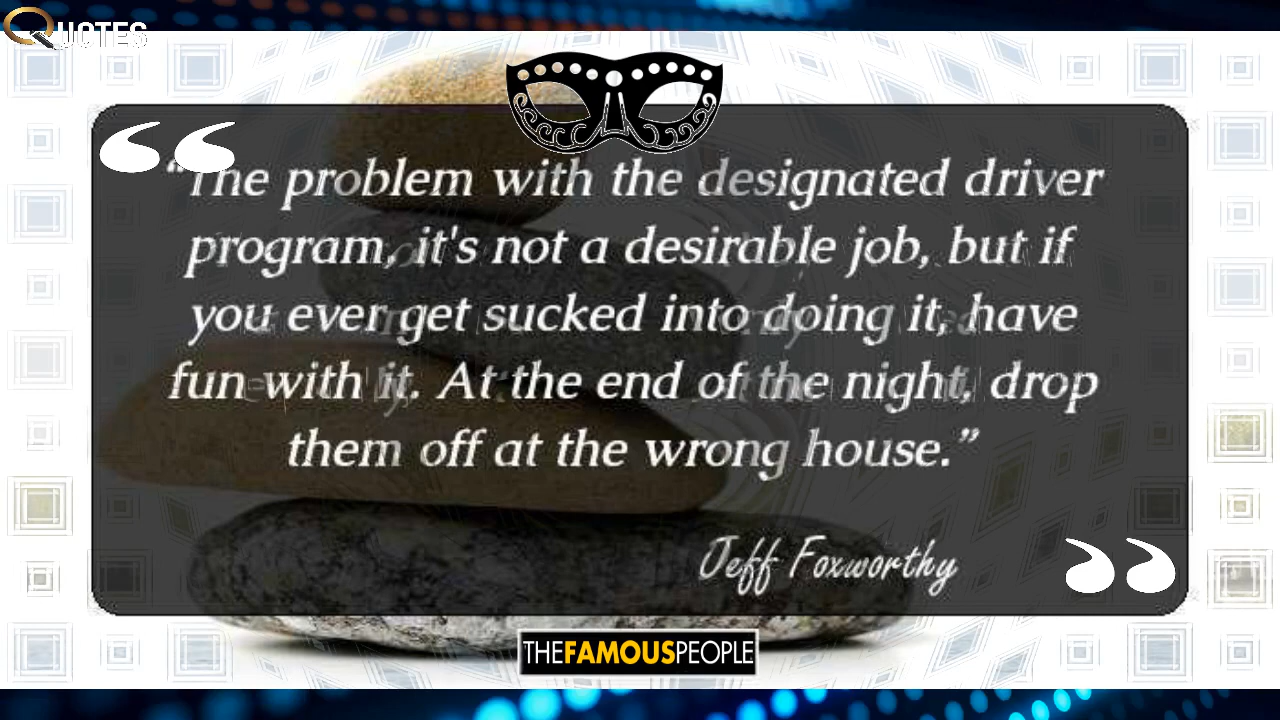 QUOTES
“The problem with the designated driver
program, it's not a desirable job, but if
you ever get sucked into doing it, have
fun with it. At the end of the night, drop
them off at the wrong house.”
Jeff Foxworthy
THEFAMOUSPEOPLE